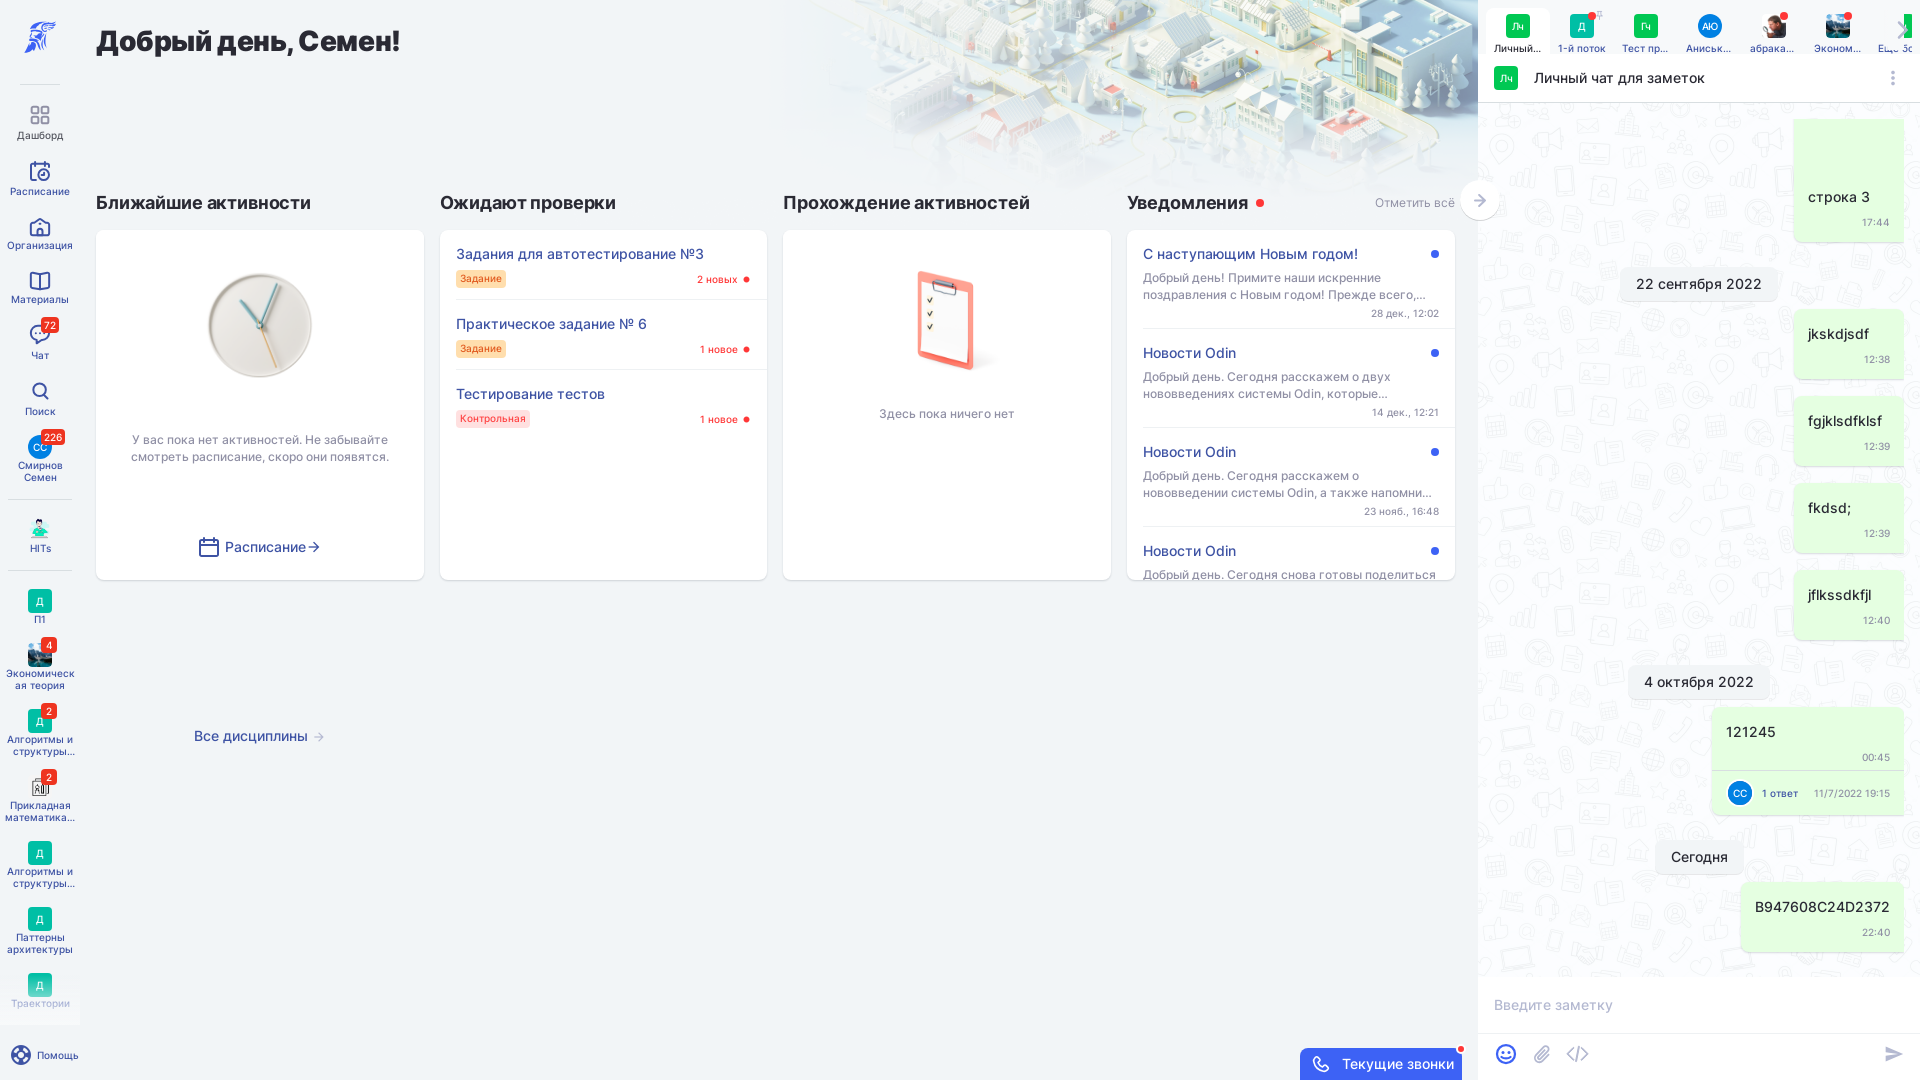 Дашборд
Расписание
Организация
Материалы
72
Чат
Поиск
СС
226
Смирнов
Семен
HITs
Д
П1
4
Экономическ
ая теория
Д
2
Алгоритмы и
структуры...
2
Прикладная
математика...
Д
Алгоритмы и
структуры...
Д
Паттерны
архитектуры
Д
Траектории
Помощь
Добрый день, Семен!
Ближайшие активности
У вас пока нет активностей. Не забывайте
смотреть расписание, скоро они появятся.
Расписание
Ожидают проверки
Задания для автотестирование №3
Задание
2 новых
Практическое задание № 6
Задание
1 новое
Тестирование тестов
Контрольная
1 новое
Прохождение активностей
Здесь пока ничего нет
Уведомления
Отметить всё
С наступающим Новым годом!
Добрый день! Примите наши искренние
поздравления с Новым годом! Прежде всего,...
28 дек., 12:02
Новости Odin
Добрый день. Сегодня расскажем о двух
нововведениях системы Odin, которые...
14 дек., 12:21
Новости Odin
Добрый день. Сегодня расскажем о
нововведении системы Odin, а также напомни...
23 нояб., 16:48
Новости Odin
Добрый день. Сегодня снова готовы поделиться
Все дисциплины
Текущие звонки
Лч
Личный...
Д
1-й поток
Гч
Тест пр...
АЮ
Аниськ...
абрака...
Эконом...
Лч
Личный чат для заметок
строка 3
17:44
22 сентября 2022
jkskdjsdf
12:38
fgjklsdfklsf
12:39
fkdsd;
12:39
jflkssdkfjl
12:40
4 октября 2022
121245
00:45
СС
1 ответ
11/7/2022 19:15
Сегодня
B947608C24D2372
22:40
Введите заметку